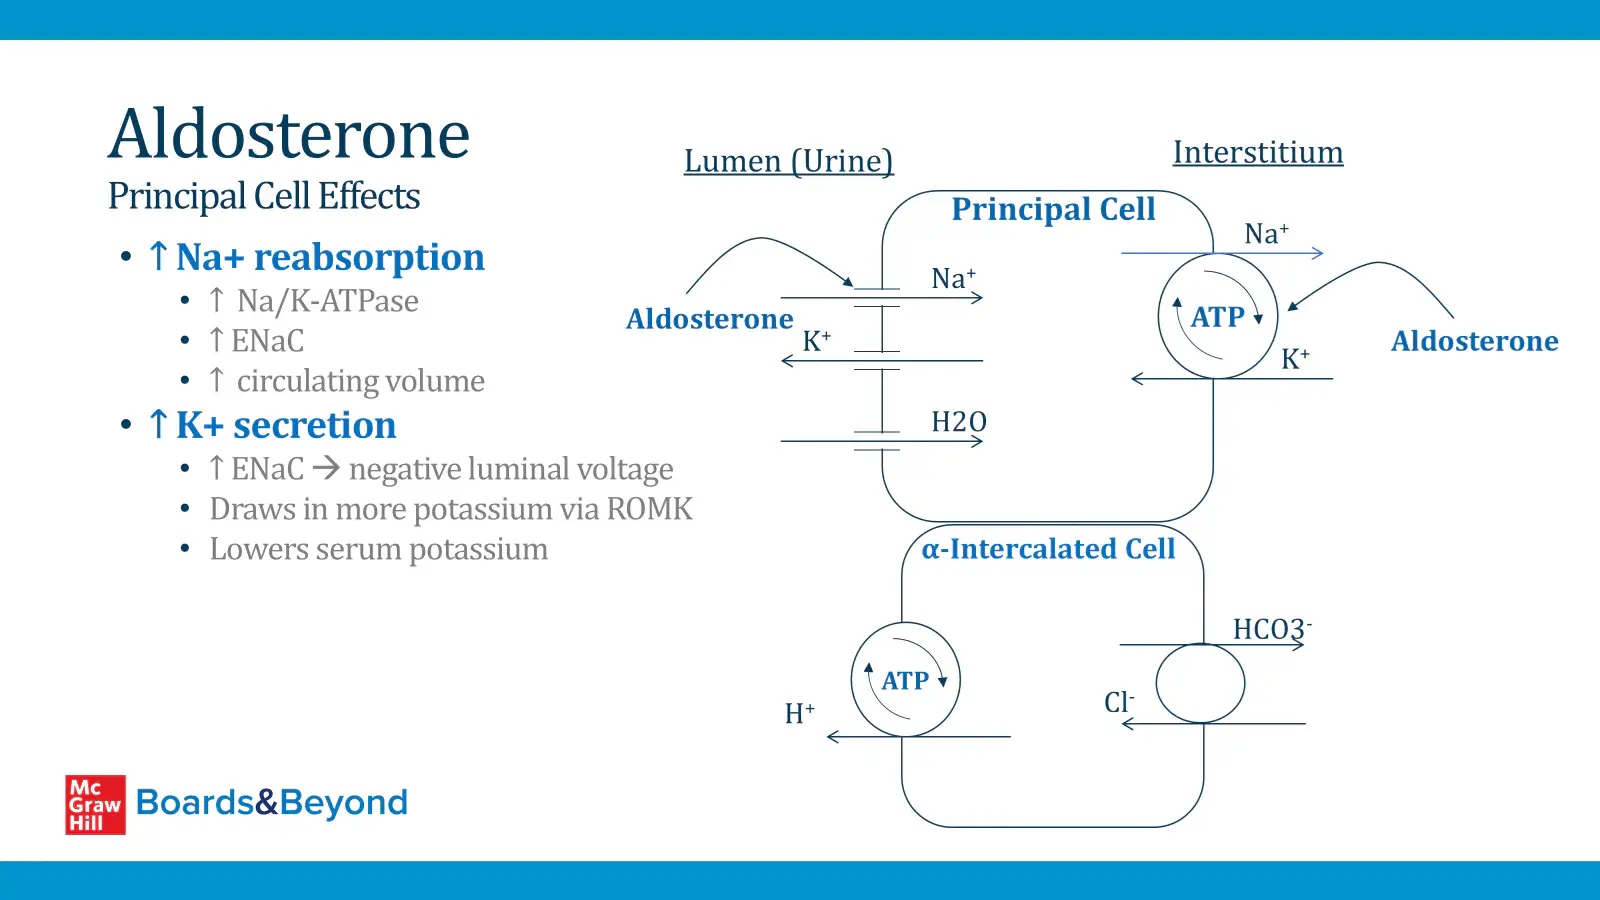 Aldosterone
Principal Cell Effects
• ↑ Na+ reabsorption
• ↑ Na/K-ATPase
• ↑ ENaC
• ↑ circulating volume
• ↑ K+ secretion
• ↑ ENaC → negative luminal voltage
• Draws in more potassium via ROMK
• Lowers serum potassium
Lumen (Urine)
Interstitium
Principal Cell
Na⁺
Na⁺
Aldosterone
ATP
K⁺
Aldosterone
K⁺
H2O
α-Intercalated Cell
HCO3⁻
ATP
Cl⁻
H⁺
Mc
Graw
Hill
Boards&Beyond